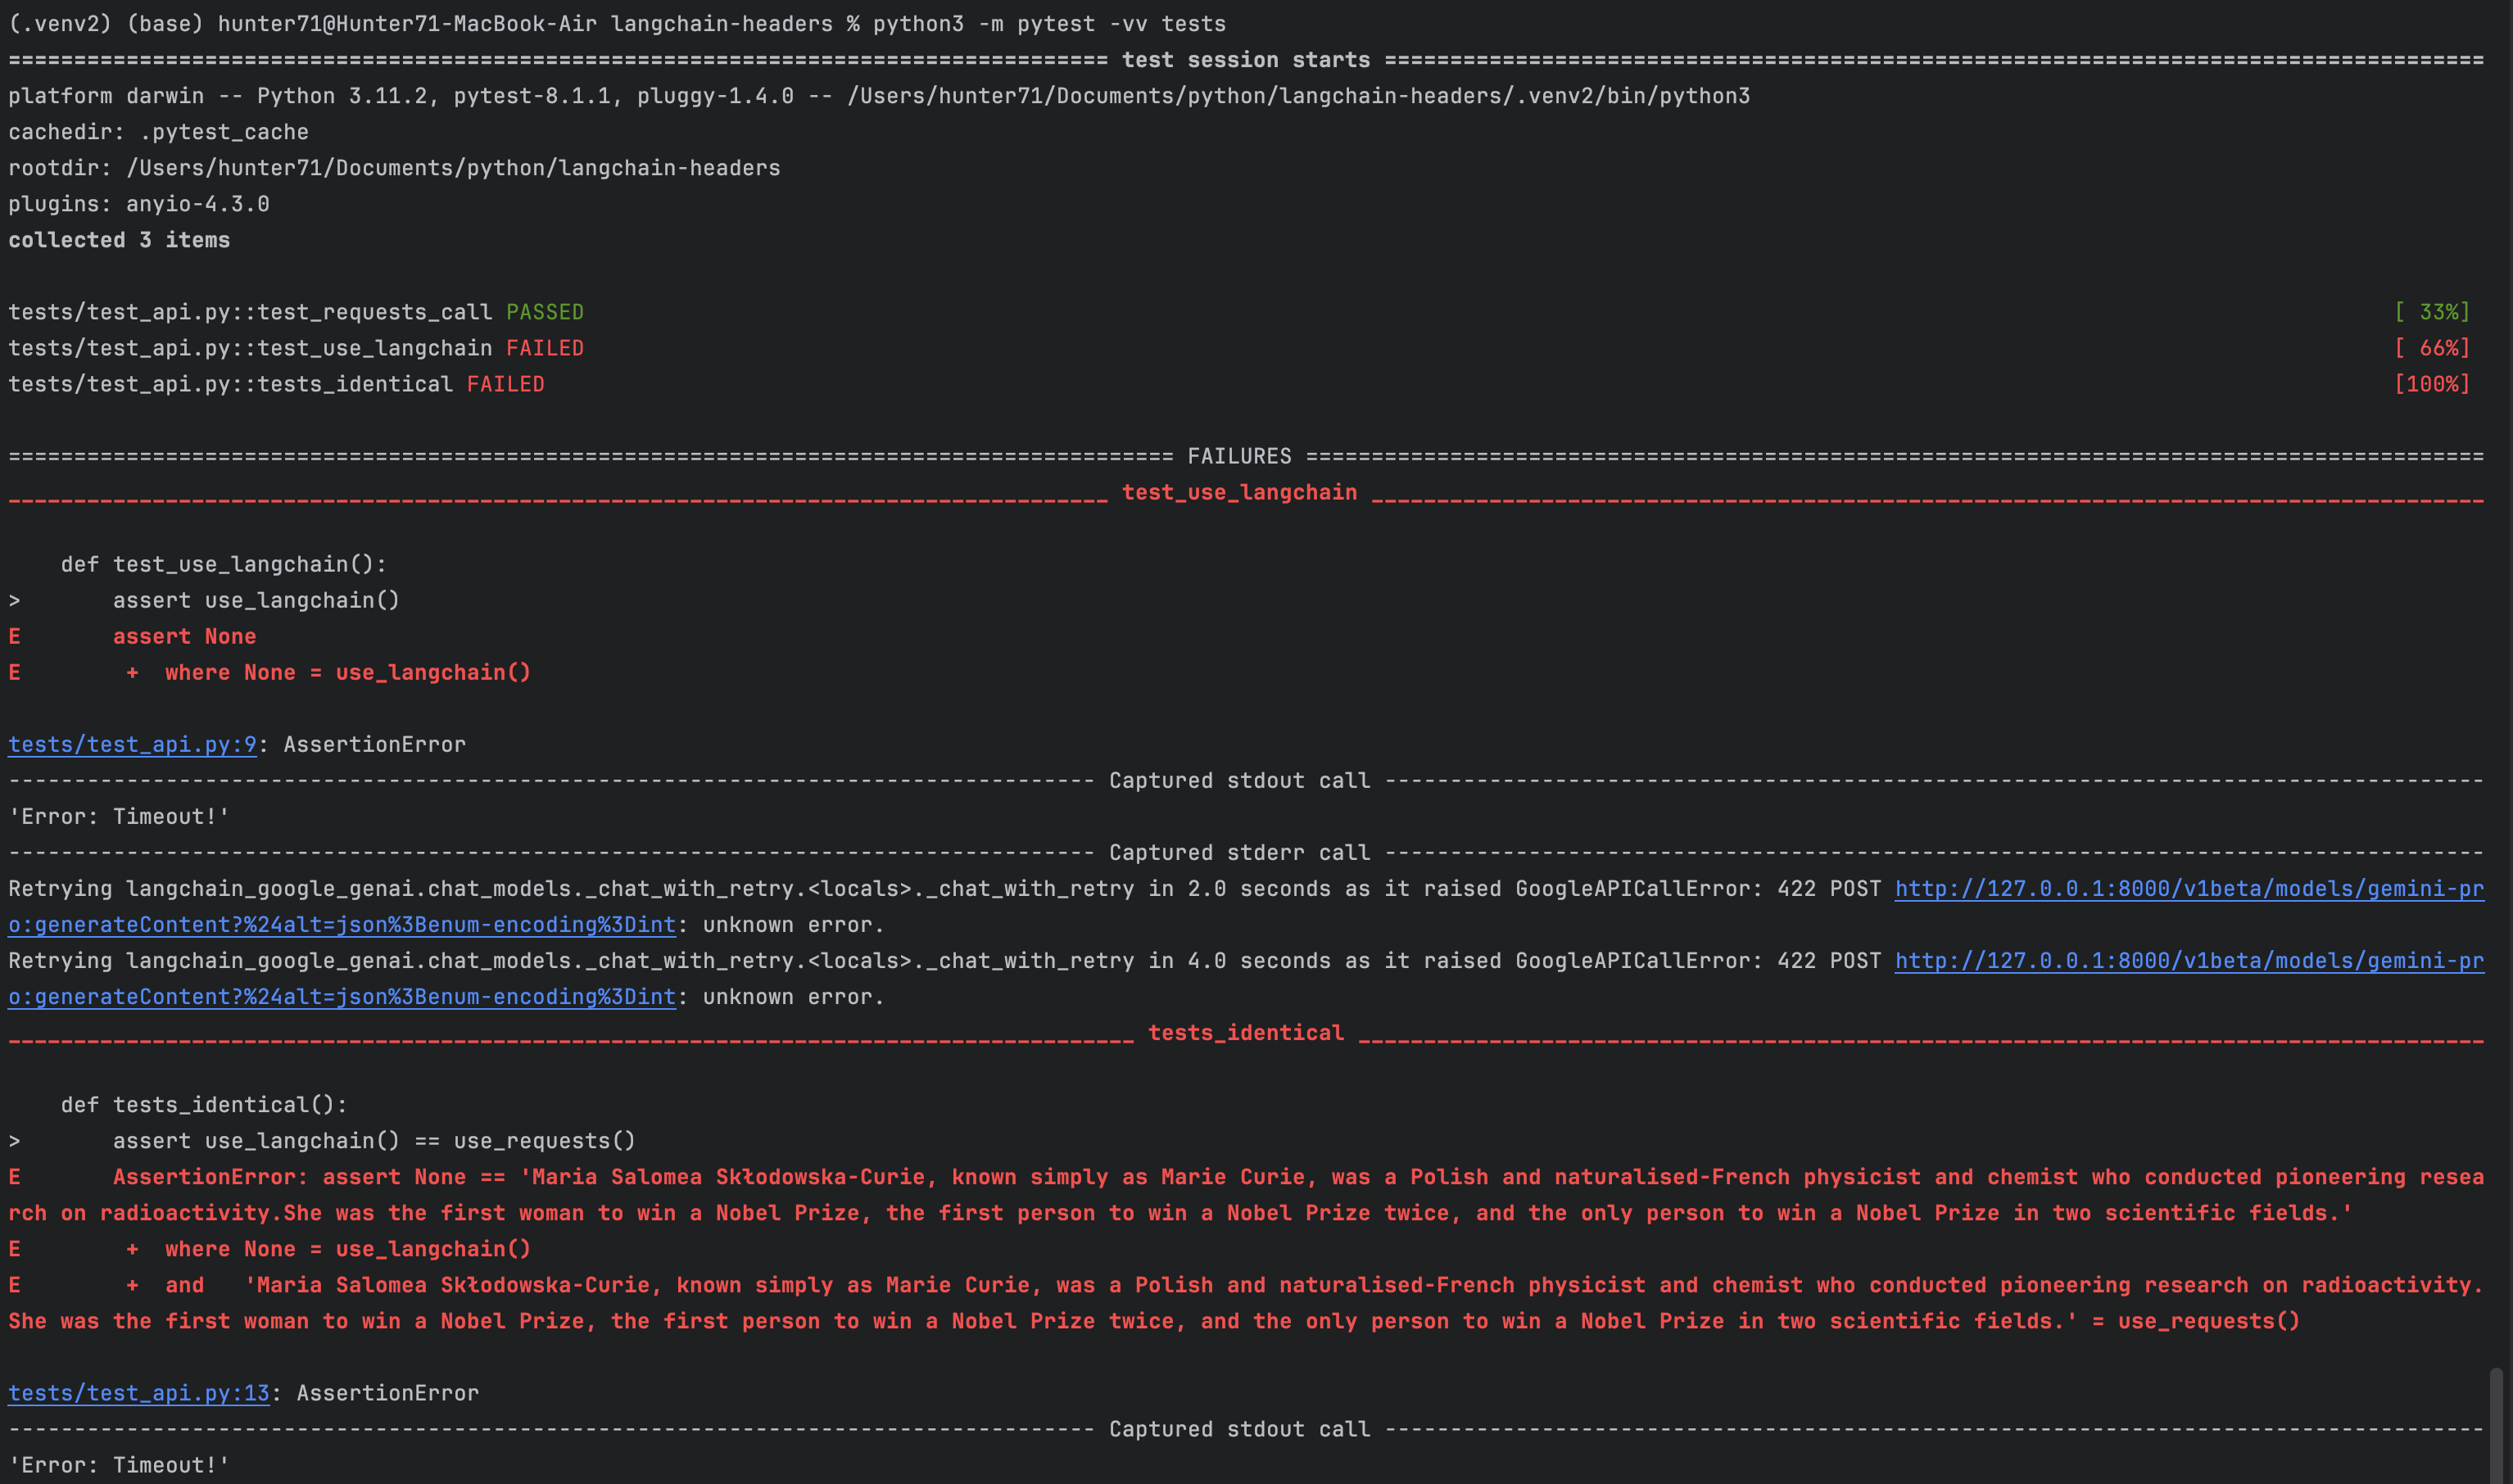 (.venv2) (base) hunter71@Hunter71-MacBook-Air langchain-headers % python3 -m pytest -vv tests
==================================================================================== test session starts ====================================================================================
platform darwin -- Python 3.11.2, pytest-8.1.1, pluggy-1.4.0 -- /Users/hunter71/Documents/python/langchain-headers/.venv2/bin/python3
cachedir: .pytest_cache
rootdir: /Users/hunter71/Documents/python/langchain-headers
plugins: anyio-4.3.0
collected 3 items
tests/test_api.py::test_requests_call PASSED [ 33%]
tests/test_api.py::test_use_langchain FAILED [ 66%]
tests/test_api.py::tests_identical FAILED [100%]
========================================================================================= FAILURES ==========================================================================================
____________________________________________________________________________________ test_use_langchain _____________________________________________________________________________________
    def test_use_langchain():
>       assert use_langchain()
E       assert None
E        +  where None = use_langchain()
tests/test_api.py:9: AssertionError
----------------------------------------------------------------------------------- Captured stdout call ------------------------------------------------------------------------------------
'Error: Timeout!'
----------------------------------------------------------------------------------- Captured stderr call ------------------------------------------------------------------------------------
Retrying langchain_google_genai.chat_models._chat_with_retry.<locals>._chat_with_retry in 2.0 seconds as it raised GoogleAPICallError: 422 POST http://127.0.0.1:8000/v1beta/models/gemini-pr
o:generateContent?%24alt=json%3Benum-encoding%3Dint: unknown error.
Retrying langchain_google_genai.chat_models._chat_with_retry.<locals>._chat_with_retry in 4.0 seconds as it raised GoogleAPICallError: 422 POST http://127.0.0.1:8000/v1beta/models/gemini-pr
o:generateContent?%24alt=json%3Benum-encoding%3Dint: unknown error.
______________________________________________________________________________________ tests_identical ______________________________________________________________________________________
    def tests_identical():
>       assert use_langchain() == use_requests()
E       AssertionError: assert None == 'Maria Salomea Skłodowska-Curie, known simply as Marie Curie, was a Polish and naturalised-French physicist and chemist who conducted pioneering resea
rch on radioactivity.She was the first woman to win a Nobel Prize, the first person to win a Nobel Prize twice, and the only person to win a Nobel Prize in two scientific fields.'
E        +  where None = use_langchain()
E        +  and   'Maria Salomea Skłodowska-Curie, known simply as Marie Curie, was a Polish and naturalised-French physicist and chemist who conducted pioneering research on radioactivity.
She was the first woman to win a Nobel Prize, the first person to win a Nobel Prize twice, and the only person to win a Nobel Prize in two scientific fields.' = use_requests()
tests/test_api.py:13: AssertionError
----------------------------------------------------------------------------------- Captured stdout call ------------------------------------------------------------------------------------
'Error: Timeout!'